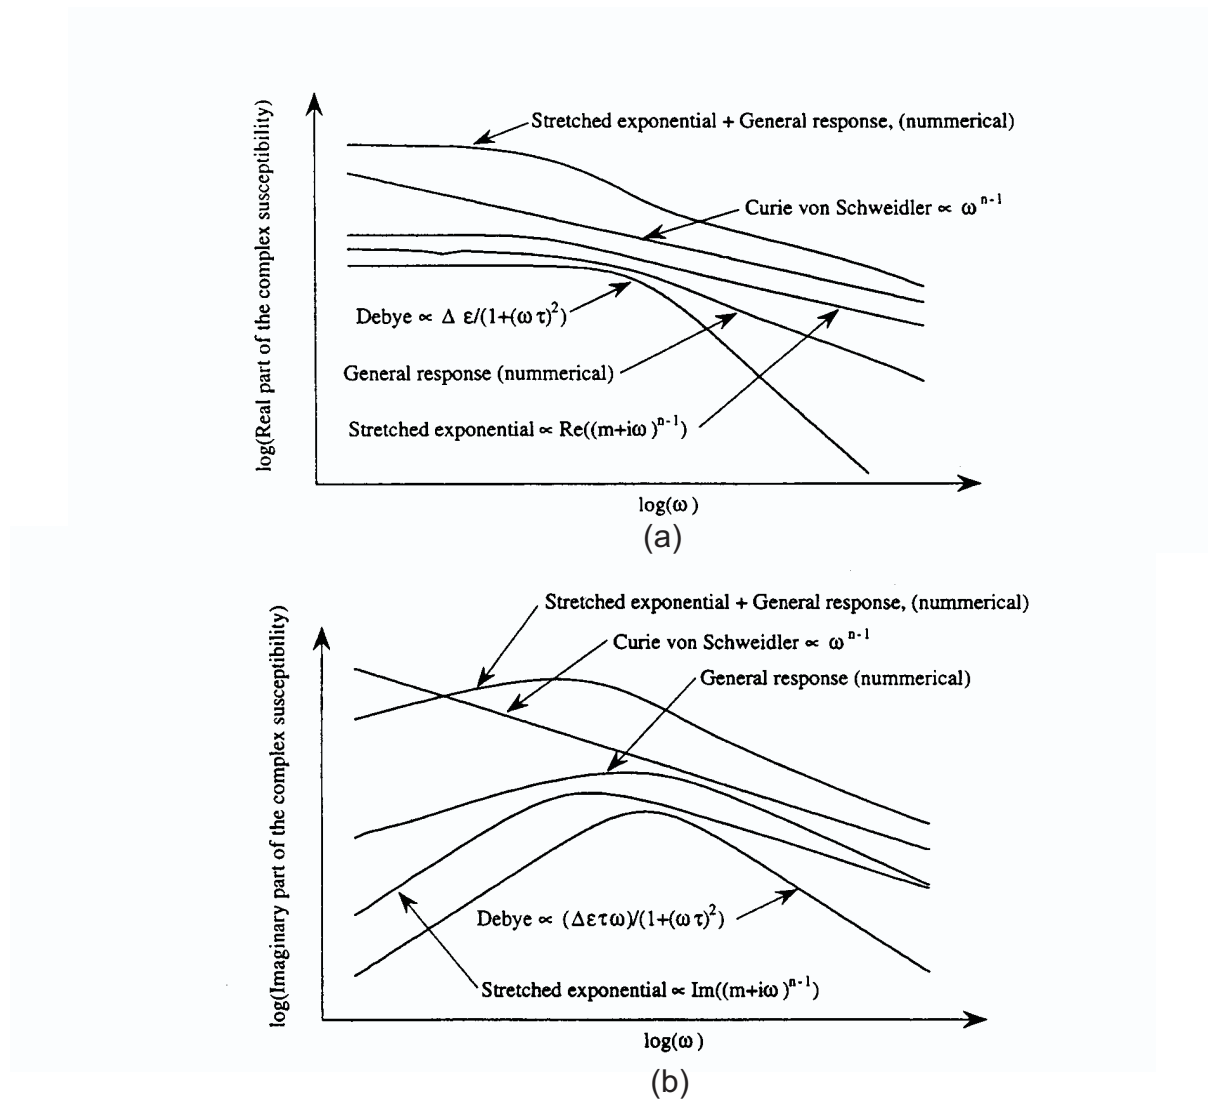 log(Real part of the complex susceptibility)
Stretched exponential + General response, (nummerical)
Curie von Schweidler ∝ ω^{n-1}
Debye ∝ Δ ε/(1+(ω τ)^2)
General response (nummerical)
Stretched exponential ∝ Re((m+iω)^{n-1})
log(ω)
(a)
log(Imaginary part of the complex susceptibility)
Stretched exponential + General response, (nummerical)
Curie von Schweidler ∝ ω^{n-1}
General response (nummerical)
Debye ∝ (Δετω)/(1+(ω τ)^2)
Stretched exponential ∝ Im((m+iω)^{n-1})
log(ω)
(b)